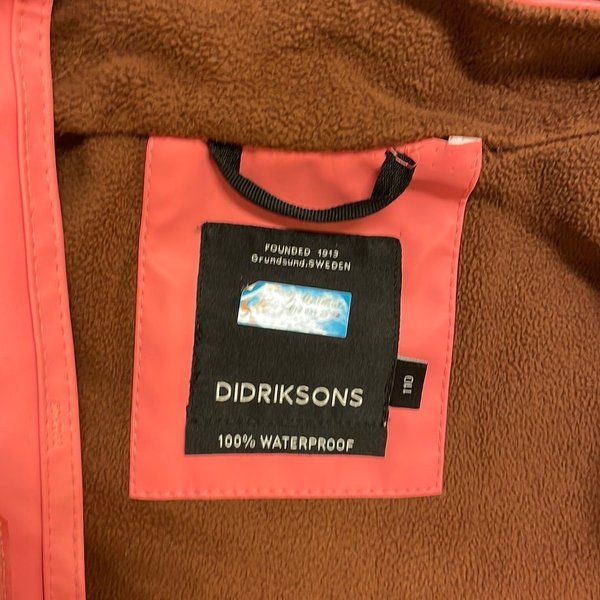 FOUNDED 1913
Grundsund,SWEDEN
DIDRIKSONS
110
100% WATERPROOF